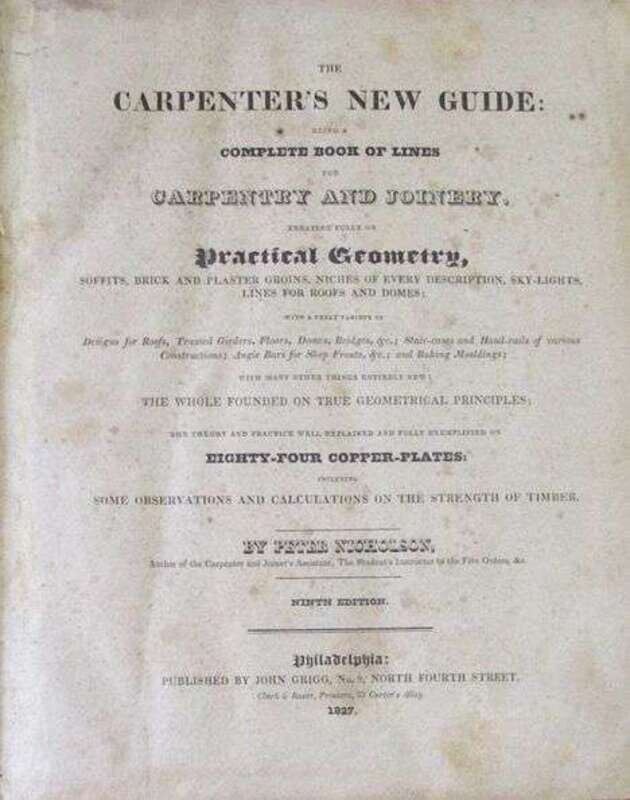 THE
CARPENTER'S NEW GUIDE:
BEING A
COMPLETE BOOK OF LINES
FOR
CARPENTRY AND JOINERY,
TREATING FULLY ON
Practical Geometry,
SOFFITS, BRICK AND PLASTER GROINS, NICHES OF EVERY DESCRIPTION, SKY-LIGHTS,
LINES FOR ROOFS AND DOMES;
WITH A GREAT VARIETY OF
Designs for Roofs, Trussed Girders, Floors, Domes, Bridges, &c.; Stair-cases and Hand-rails of various
Constructions; Angle Bars for Shop Fronts, &c.; and Raking Mouldings;
WITH MANY OTHER THINGS ENTIRELY NEW:
THE WHOLE FOUNDED ON TRUE GEOMETRICAL PRINCIPLES;
THE THEORY AND PRACTICE WELL EXPLAINED AND FULLY EXEMPLIFIED ON
EIGHTY-FOUR COPPER-PLATES:
INCLUDING
SOME OBSERVATIONS AND CALCULATIONS ON THE STRENGTH OF TIMBER.
BY PETER NICHOLSON,
Author of the Carpenter and Joiner's Assistant, The Student's Instructor to the Five Orders, &c.
NINTH EDITION.
Philadelphia:
PUBLISHED BY JOHN GRIGG, No. 9, NORTH FOURTH STREET.
Clark & Raser, Printers, 33 Carter's Alley.
1827.